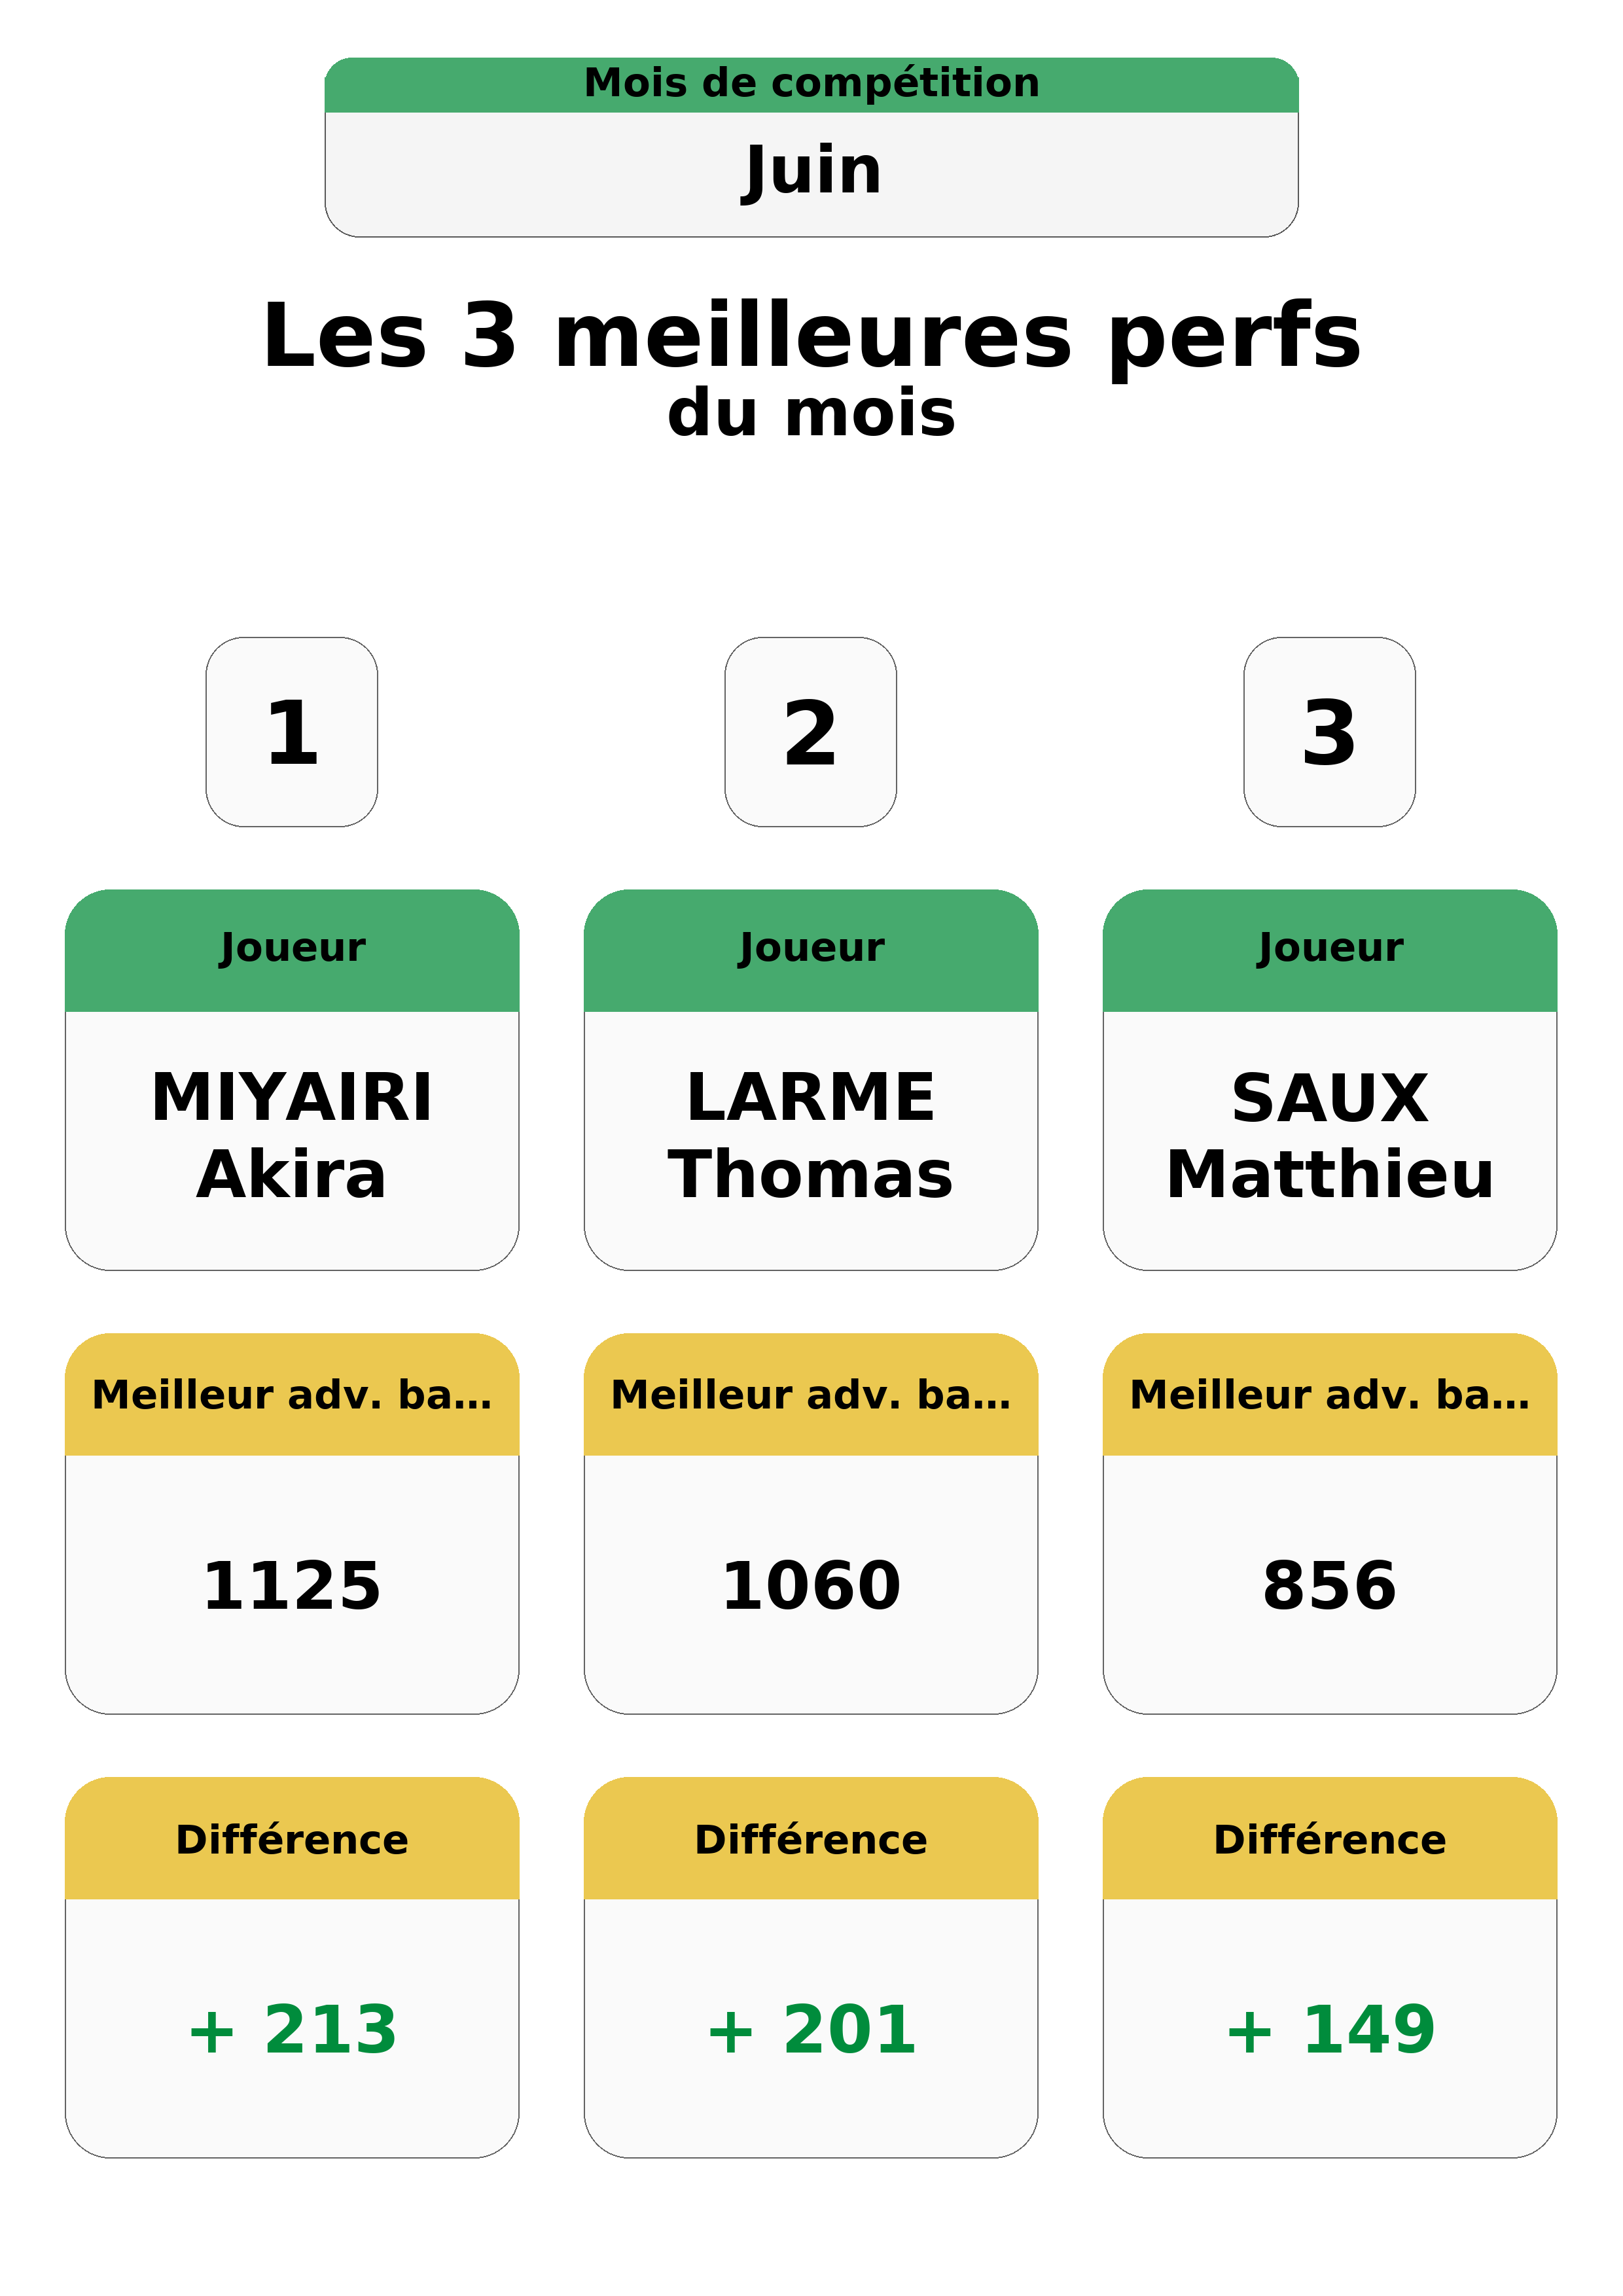 Mois de compétition
Juin
Les 3 meilleures perfs
du mois
1
2
3
Joueur
Joueur
Joueur
MIYAIRI
Akira
LARME
Thomas
SAUX
Matthieu
Meilleur adv. ba…
Meilleur adv. ba…
Meilleur adv. ba…
1125
1060
856
Différence
Différence
Différence
+ 213
+ 201
+ 149